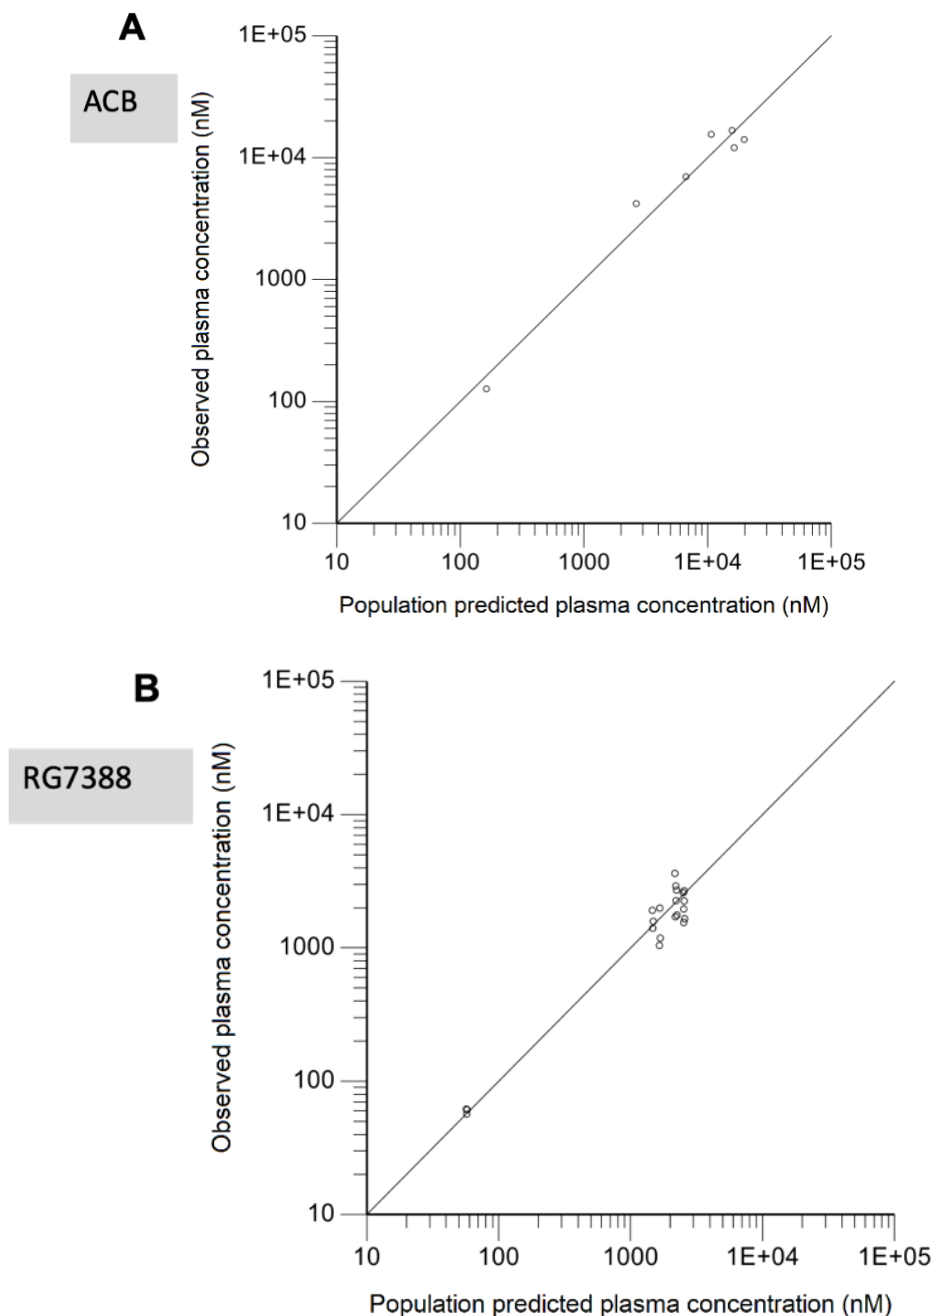 A
ACB
Observed plasma concentration (nM)
1E+05
1E+04
1000
100
10
10 100 1000 1E+04 1E+05
Population predicted plasma concentration (nM)
B
RG7388
Observed plasma concentration (nM)
1E+05
1E+04
1000
100
10
10 100 1000 1E+04 1E+05
Population predicted plasma concentration (nM)